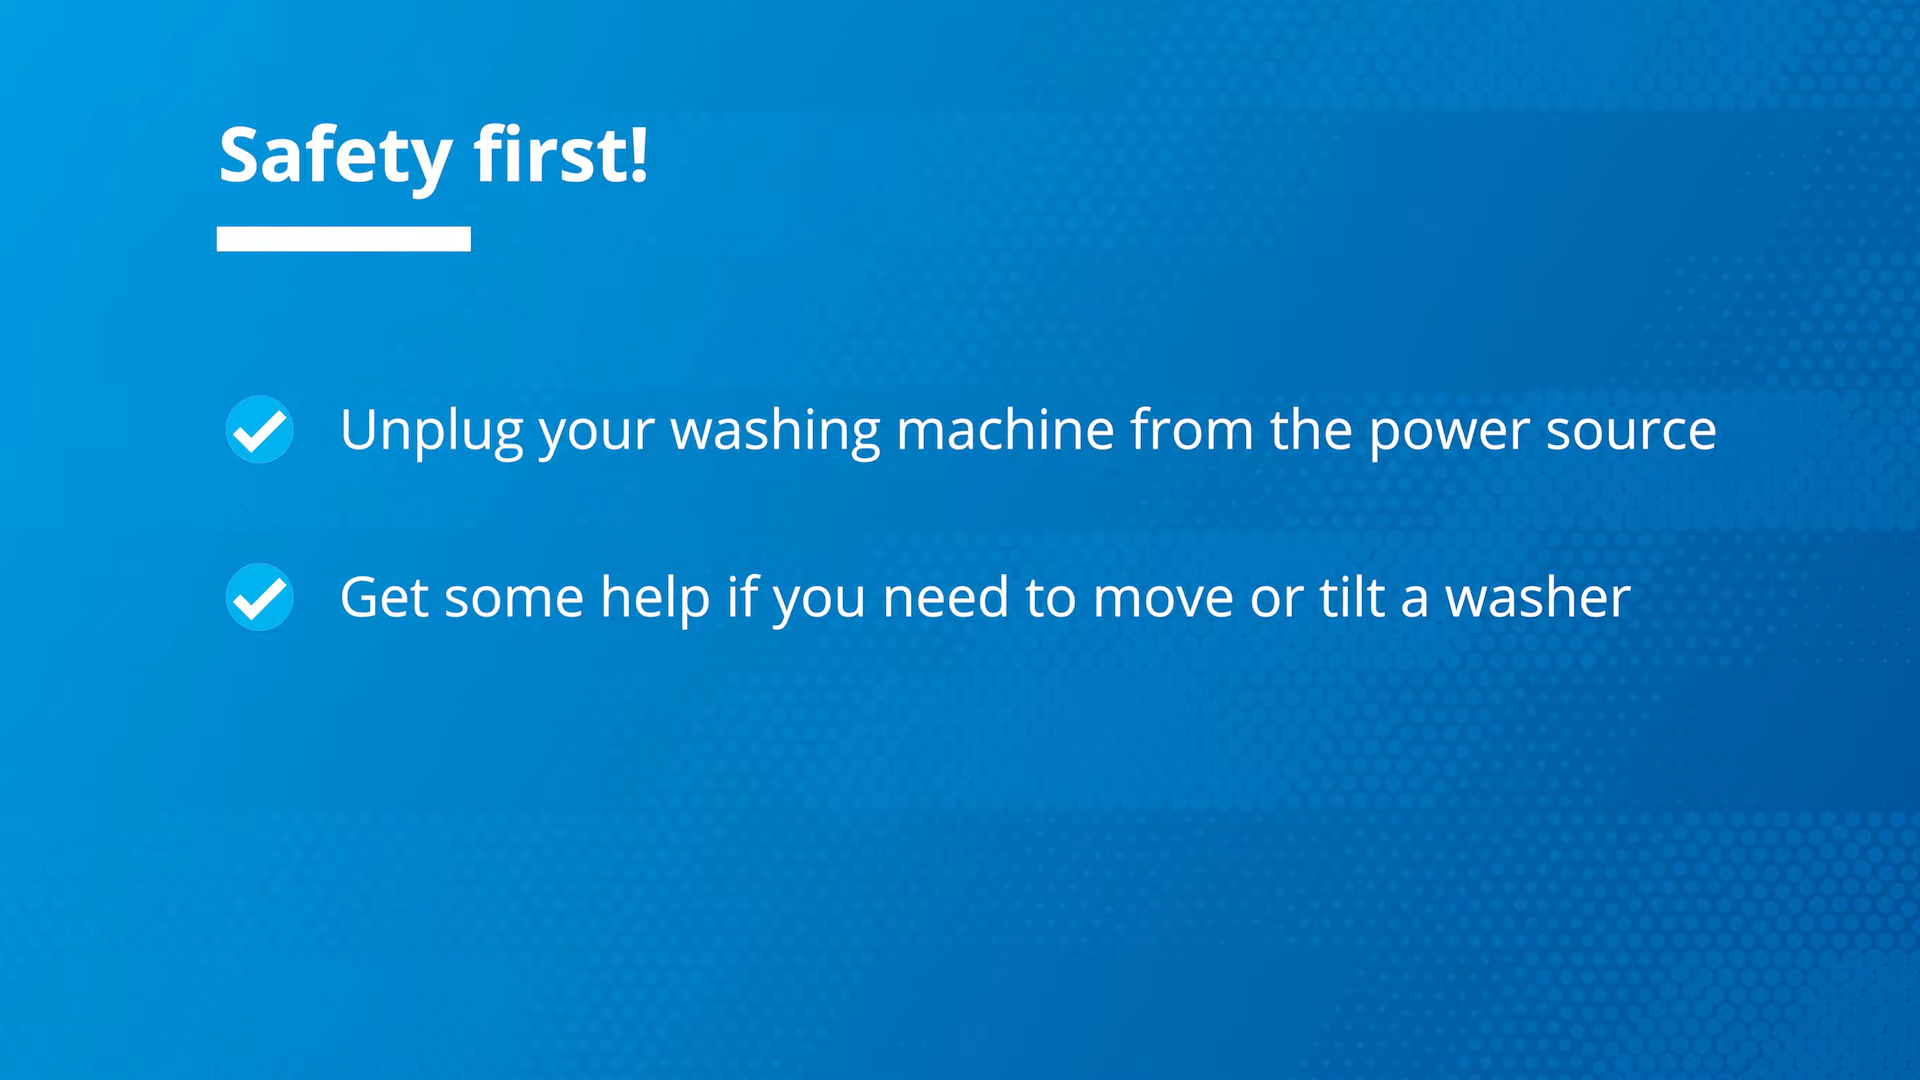 Safety first!
Unplug your washing machine from the power source
Get some help if you need to move or tilt a washer